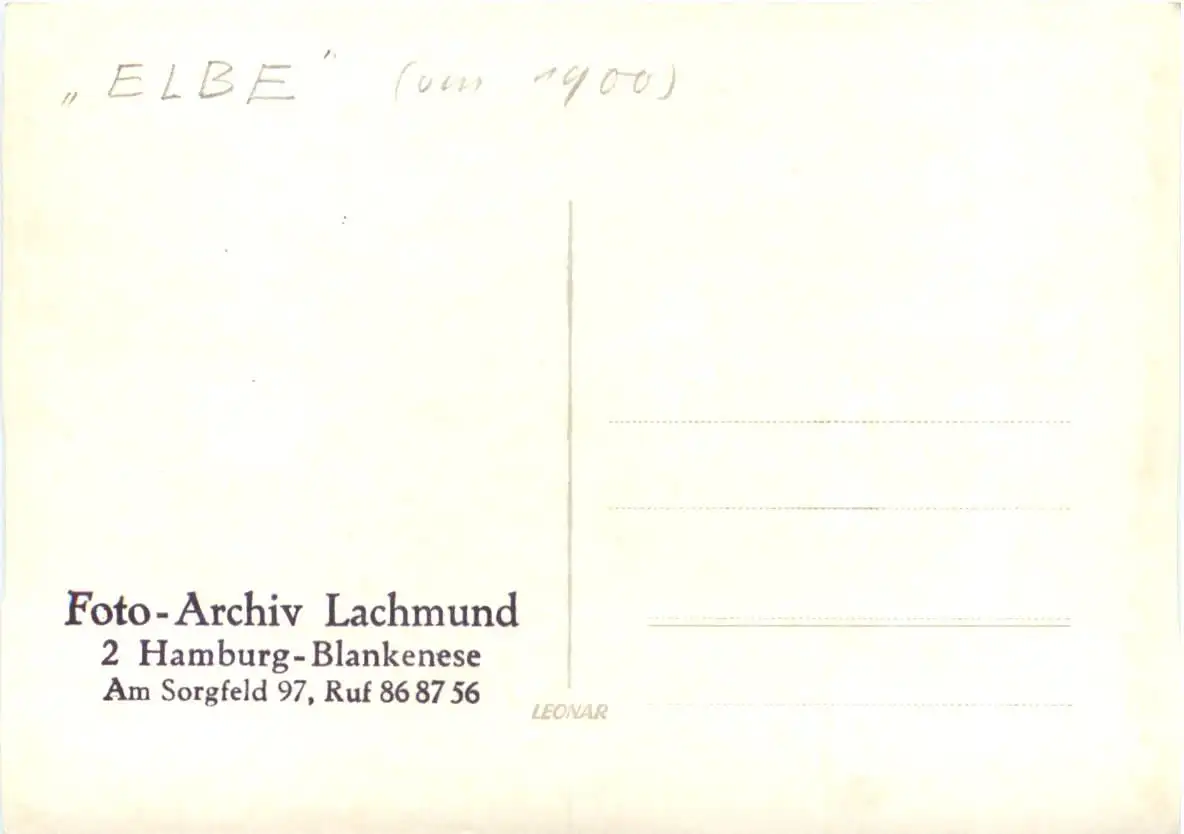 „ELBE" (um 1900)
Foto-Archiv Lachmund
2 Hamburg-Blankenese
Am Sorgfeld 97, Ruf 86 87 56
LEONAR